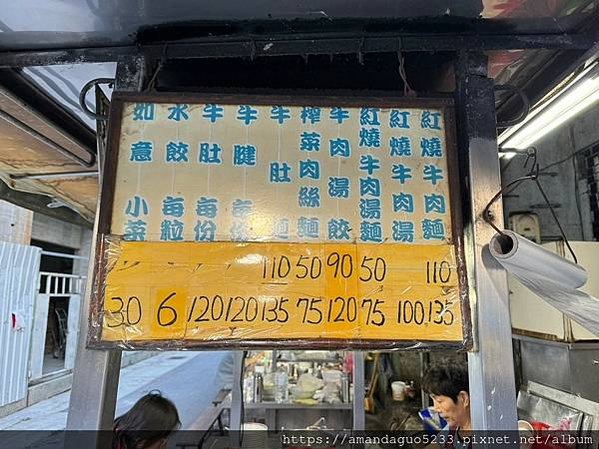 紅燒牛肉麵
紅燒牛肉湯
紅燒牛肉湯麵
牛肉湯餃
榨菜肉絲麵
牛肚麵
牛腱 每份
牛肚 每份
水餃 每粒
如意小菜
110 50 90 50 110
30 6 120 120 135 75 120 75 100 135
https://amandaguo5233.pixnet.net/album